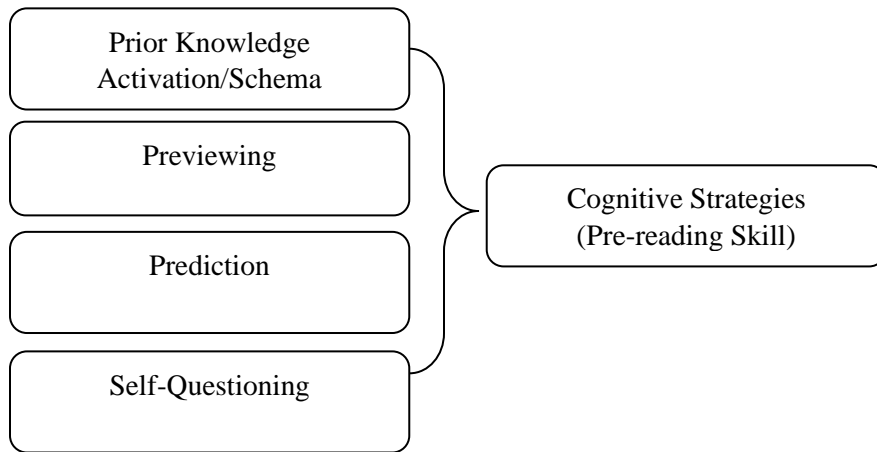 Prior Knowledge
Activation/Schema
Previewing
Prediction
Self-Questioning
Cognitive Strategies
(Pre-reading Skill)